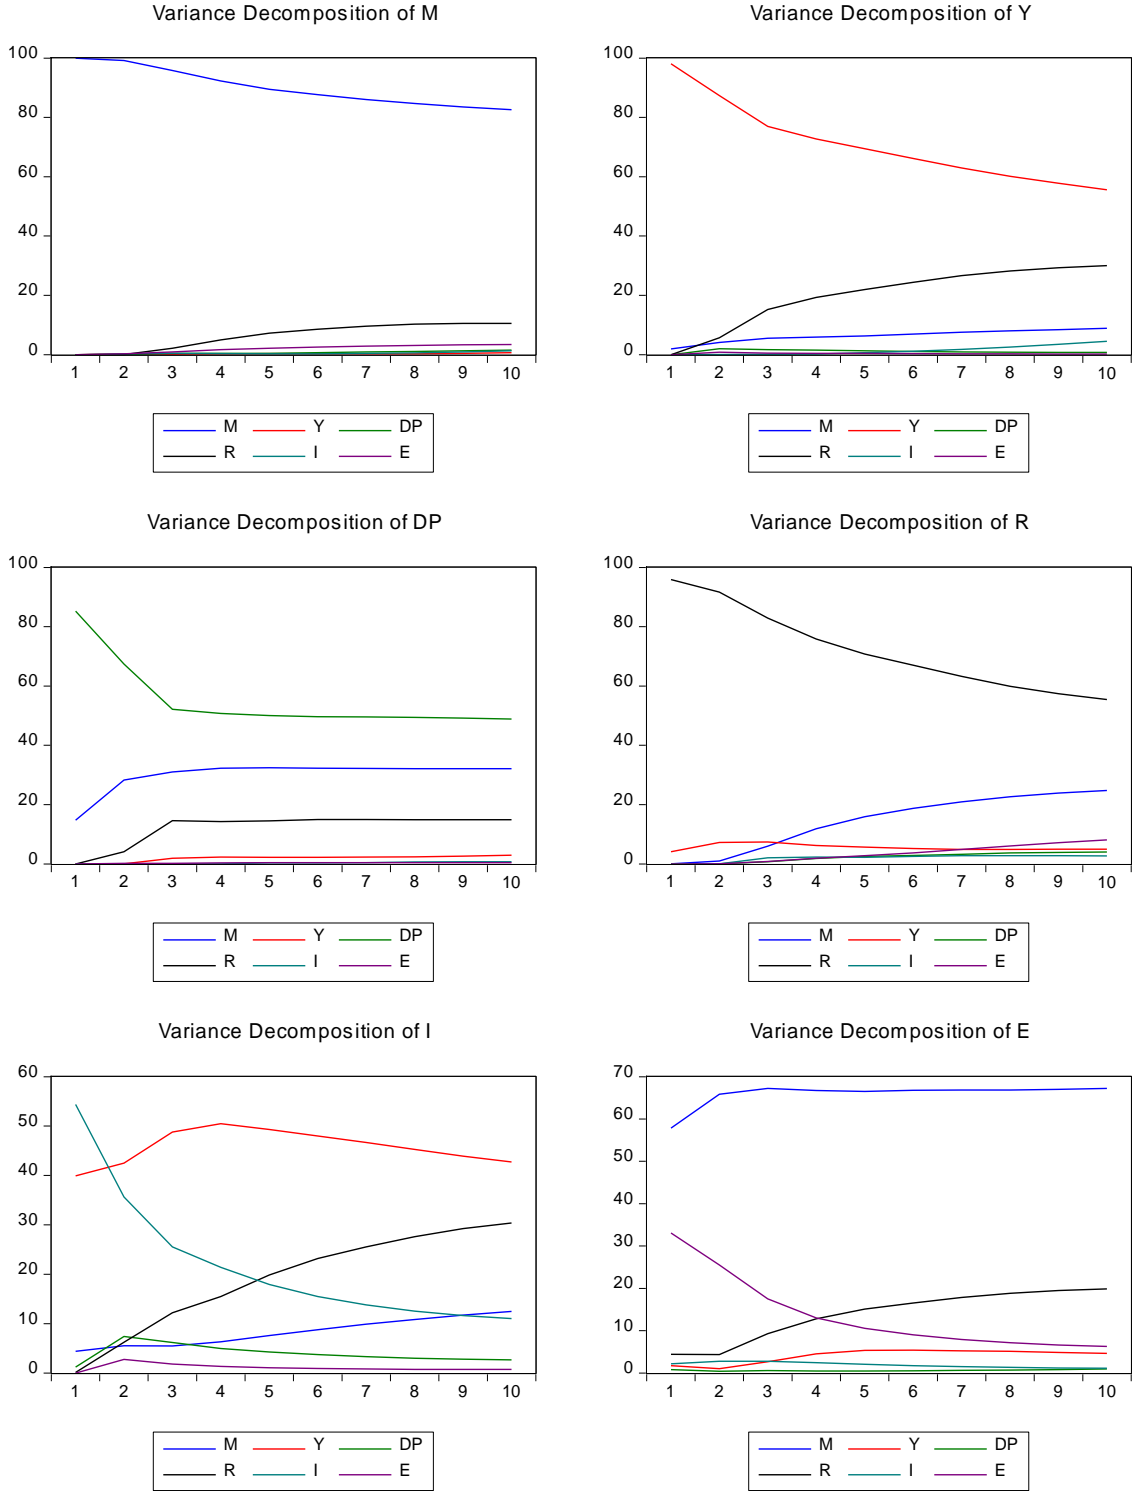 Variance Decomposition of M
Variance Decomposition of Y
100
80
60
40
20
0
1 2 3 4 5 6 7 8 9 10
M Y DP
R I E
100
80
60
40
20
0
1 2 3 4 5 6 7 8 9 10
M Y DP
R I E
Variance Decomposition of DP
Variance Decomposition of R
100
80
60
40
20
0
1 2 3 4 5 6 7 8 9 10
M Y DP
R I E
100
80
60
40
20
0
1 2 3 4 5 6 7 8 9 10
M Y DP
R I E
Variance Decomposition of I
Variance Decomposition of E
60
50
40
30
20
10
0
1 2 3 4 5 6 7 8 9 10
M Y DP
R I E
70
60
50
40
30
20
10
0
1 2 3 4 5 6 7 8 9 10
M Y DP
R I E